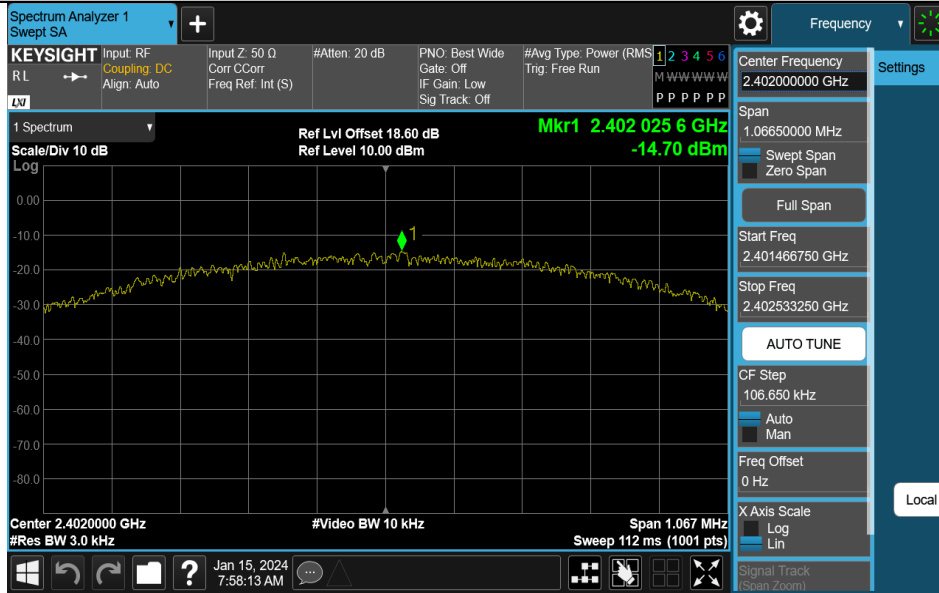 Spectrum Analyzer 1
Swept SA
+
Frequency
KEYSIGHT
RL
LXI
Input: RF
Coupling: DC
Align: Auto
Input Z: 50 Ω
Corr CCorr
Freq Ref: Int (S)
#Atten: 20 dB
PNO: Best Wide
Gate: Off
IF Gain: Low
Sig Track: Off
#Avg Type: Power (RMS
Trig: Free Run
1 2 3 4 5 6
M W W W W W
P P P P P P
1 Spectrum
Scale/Div 10 dB
Log
Ref Lvl Offset 18.60 dB
Ref Level 10.00 dBm
Mkr1 2.402 025 6 GHz
-14.70 dBm
0.00
-10.0
-20.0
-30.0
-40.0
-50.0
-60.0
-70.0
-80.0
1
Center 2.4020000 GHz
#Res BW 3.0 kHz
#Video BW 10 kHz
Span 1.067 MHz
Sweep 112 ms (1001 pts)
Center Frequency
2.402000000 GHz
Span
1.06650000 MHz
Swept Span
Zero Span
Full Span
Start Freq
2.401466750 GHz
Stop Freq
2.402533250 GHz
AUTO TUNE
CF Step
106.650 kHz
Auto
Man
Freq Offset
0 Hz
X Axis Scale
Log
Lin
Signal Track
(Span Zoom)
Settings
Local
?
Jan 15, 2024
7:58:13 AM